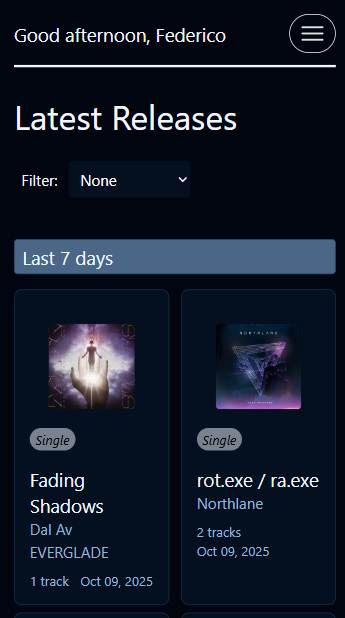 Good afternoon, Federico
Latest Releases
Filter:
None
Last 7 days
NORTHLANE
Single
Fading
Shadows
Dal Av
EVERGLADE
1 track
Oct 09, 2025
Single
rot.exe / ra.exe
Northlane
2 tracks
Oct 09, 2025